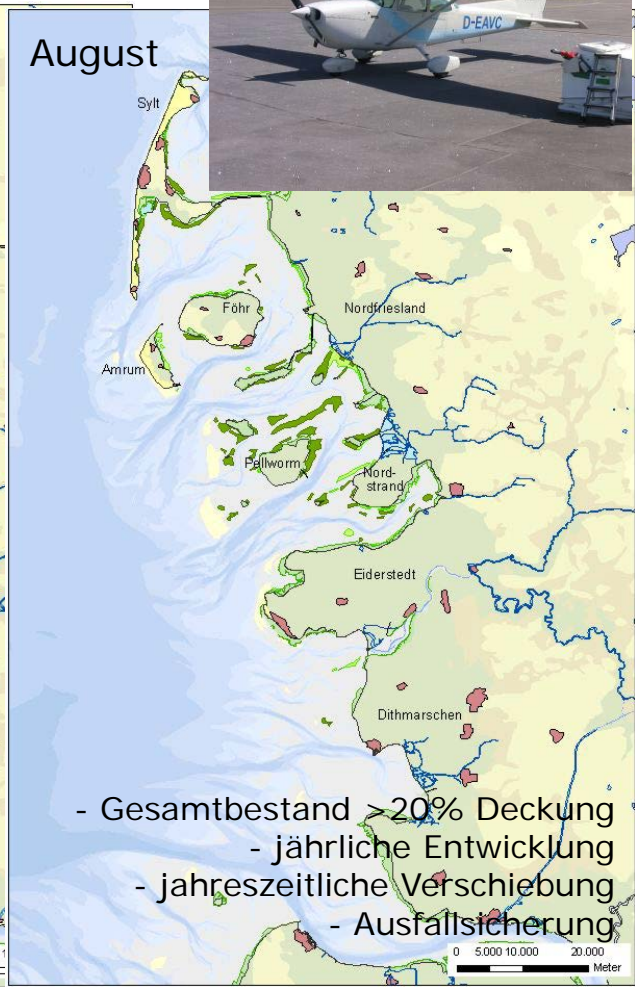 August
D-EAVC
Sylt
Föhr
Nordfriesland
Amrum
Pellworm
Nord-
strand
Eiderstedt
Dithmarschen
- Gesamtbestand >20% Deckung
- jährliche Entwicklung
- jahreszeitliche Verschiebung
- Ausfallsicherung
0 5.000 10.000 20.000
Meter